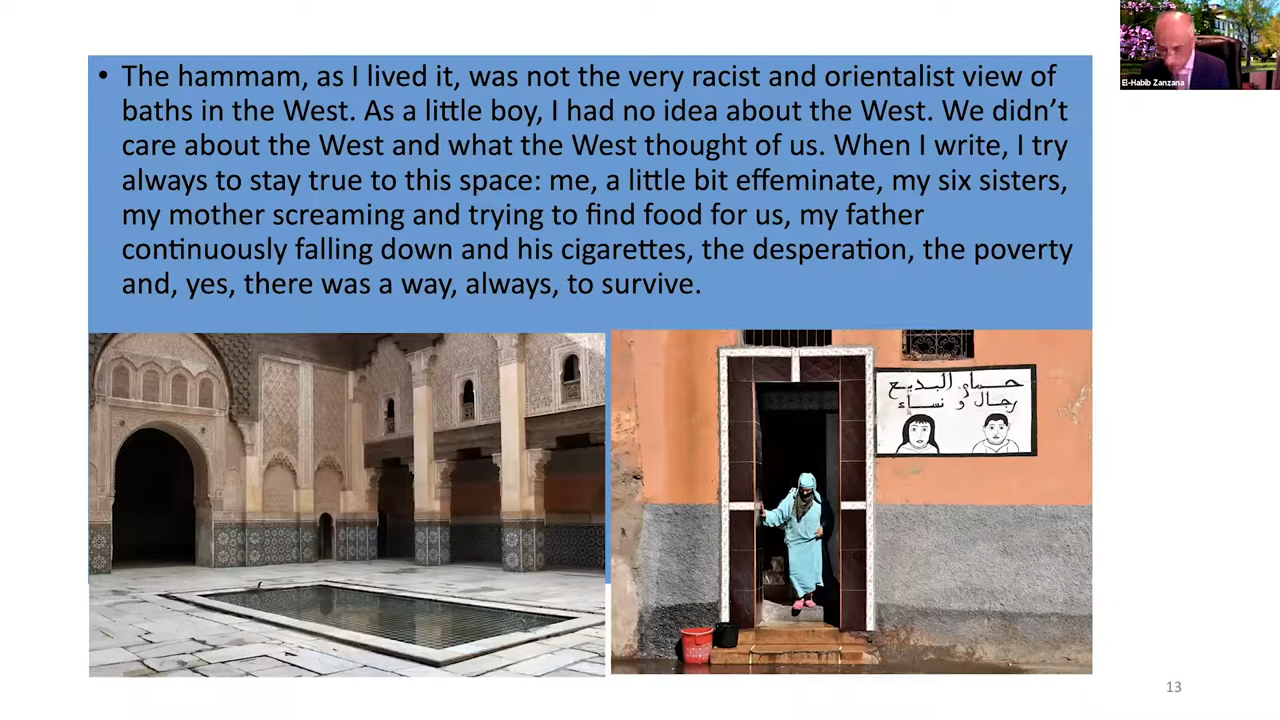 • The hammam, as I lived it, was not the very racist and orientalist view of
baths in the West. As a little boy, I had no idea about the West. We didn’t
care about the West and what the West thought of us. When I write, I try
always to stay true to this space: me, a little bit effeminate, my six sisters,
my mother screaming and trying to find food for us, my father
continuously falling down and his cigarettes, the desperation, the poverty
and, yes, there was a way, always, to survive.
حمام البديع
رجال و نساء
El-Habib Zanzana
13